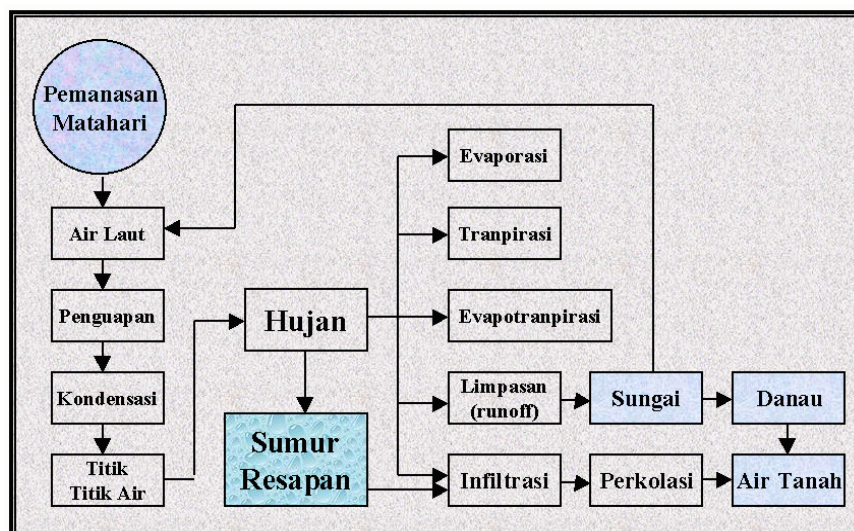 Pemanasan
Matahari
Air Laut
Penguapan
Kondensasi
Titik
Titik Air
Hujan
Sumur
Resapan
Evaporasi
Tranpirasi
Evapotranpirasi
Limpasan
(runoff)
Sungai
Danau
Infiltrasi
Perkolasi
Air Tanah